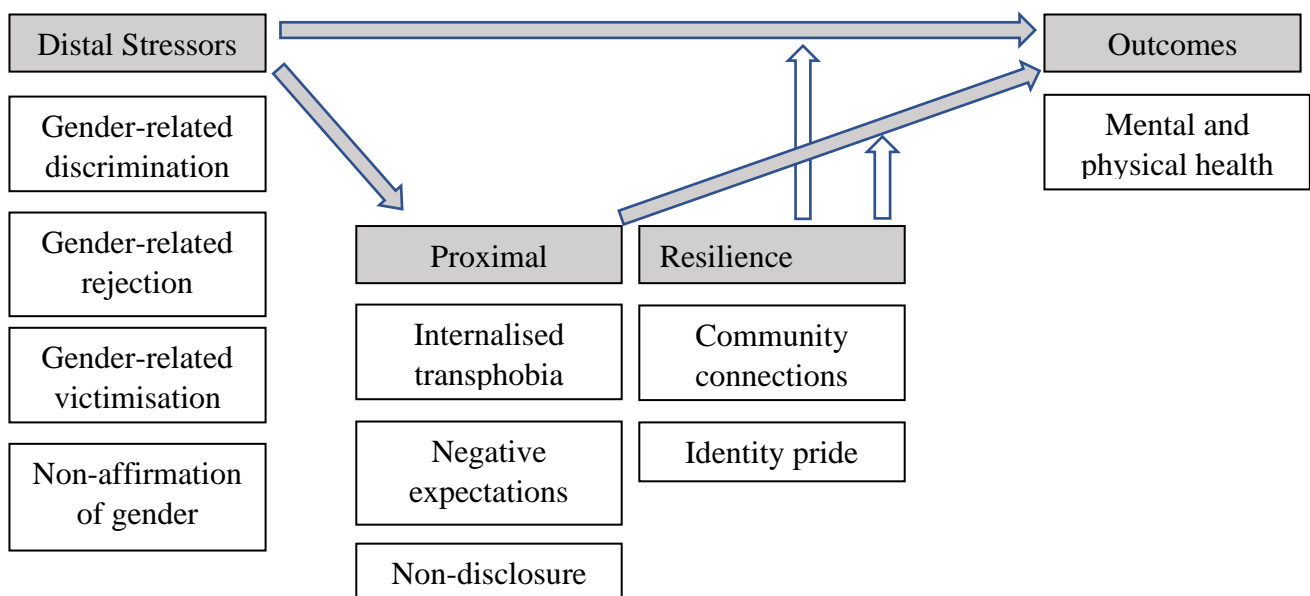 Distal Stressors
Outcomes
Gender-related
discrimination
Mental and
physical health
Gender-related
rejection
Proximal
Resilience
Gender-related
victimisation
Internalised
transphobia
Community
connections
Non-affirmation
of gender
Negative
expectations
Identity pride
Non-disclosure